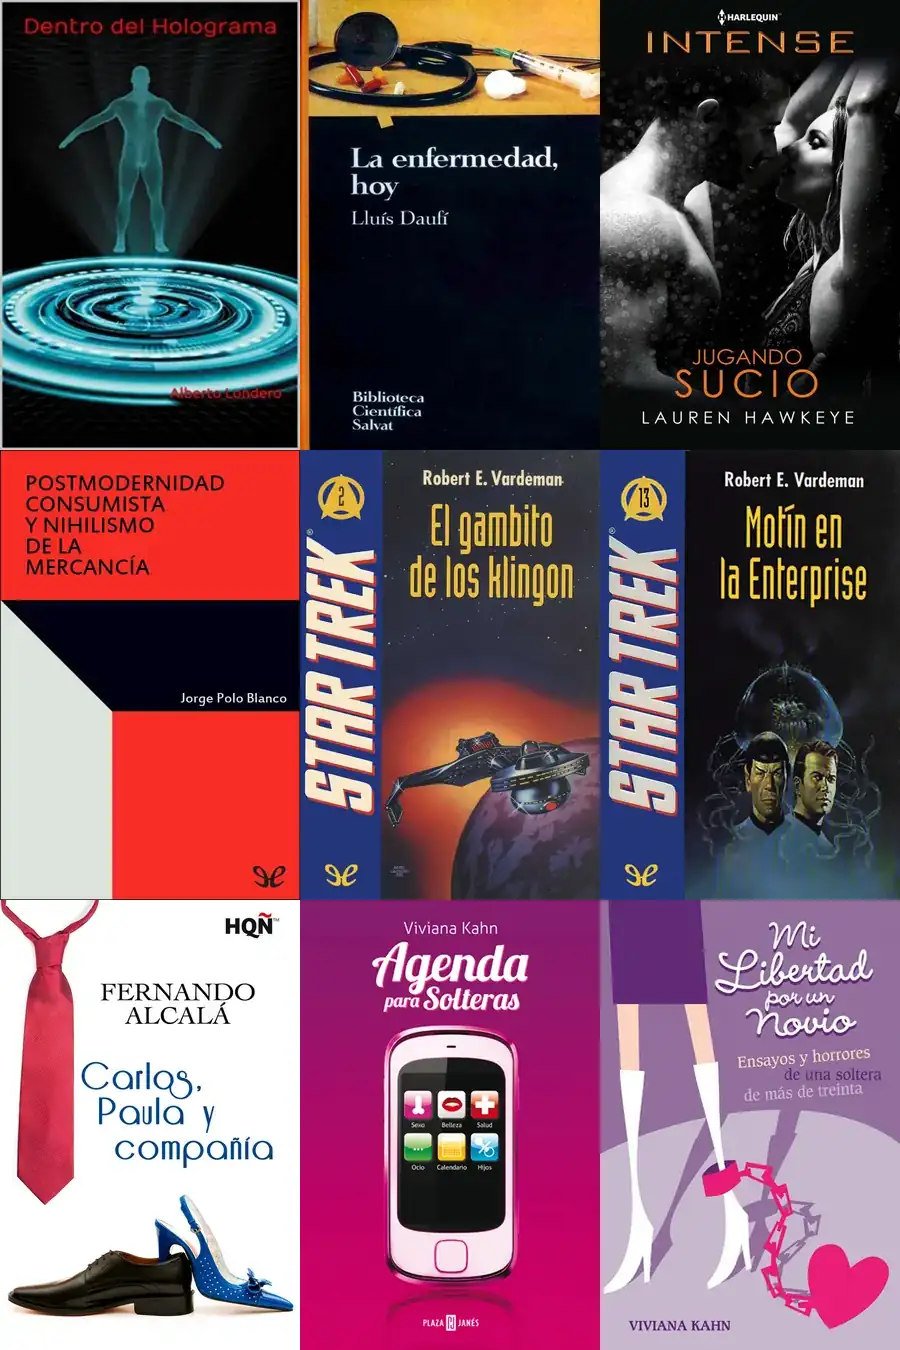 Dentro del Holograma
Alberto Londero
La enfermedad,
hoy
Lluís Daufí
Biblioteca
Científica
Salvat
HARLEQUIN™
INTENSE
JUGANDO
SUCIO
LAUREN HAWKEYE
POSTMODERNIDAD
CONSUMISTA
Y NIHILISMO
DE LA
MERCANCÍA
Jorge Polo Blanco
2
STAR TREK®
Robert E. Vardeman
El gambito
de los klingon
13
STAR TREK®
Robert E. Vardeman
Motín en
la Enterprise
HQÑ™
FERNANDO
ALCALÁ
Carlos,
Paula y
compañía
Viviana Kahn
Agenda
para Solteras
Sexo Belleza Salud
Ocio Calendario Hijos
PLAZA PJ JANÉS
Mi
Libertad
por un
Novio
Ensayos y horrores
de una soltera
de más de treinta
VIVIANA KAHN